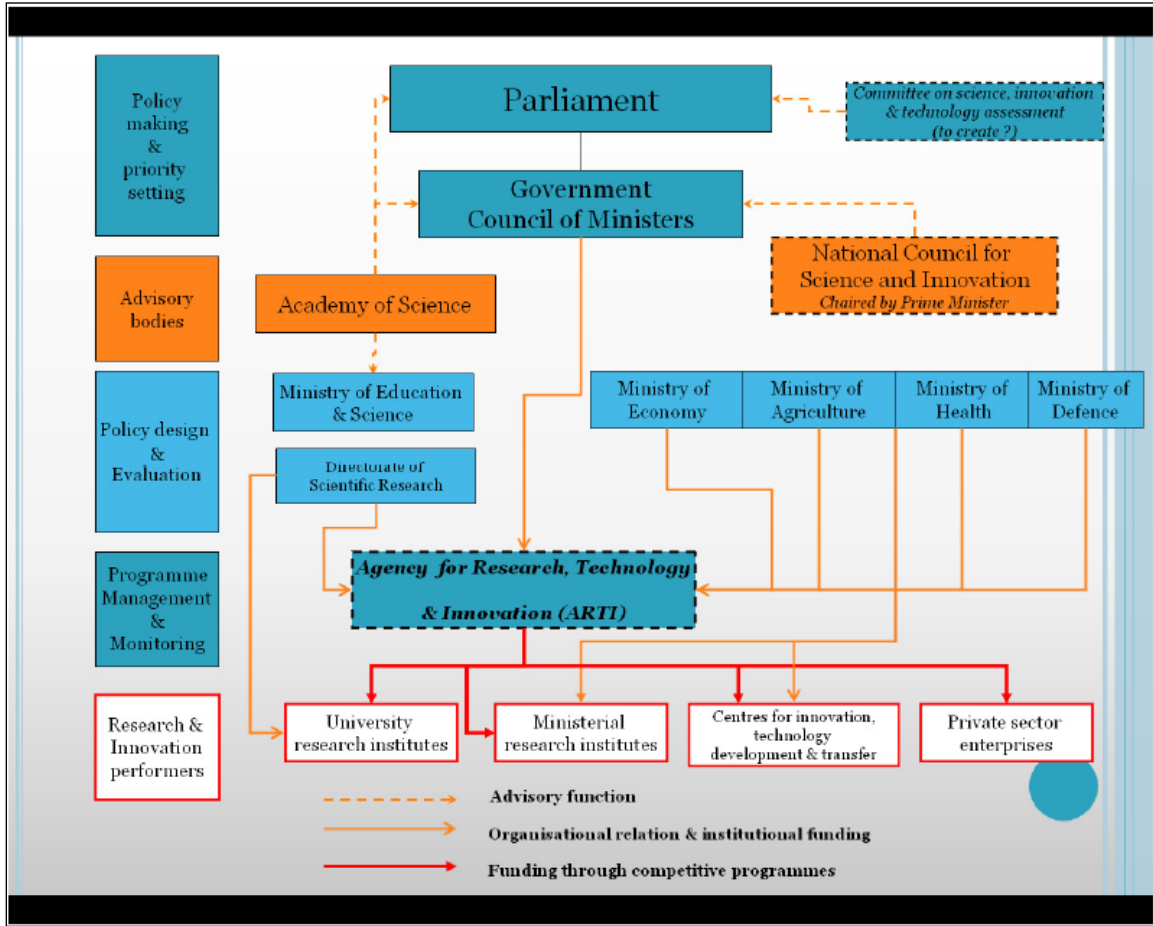 Policy
making
&
priority
setting
Parliament
Committee on science, innovation
& technology assessment
(to create ?)
Government
Council of Ministers
National Council for
Science and Innovation
Chaired by Prime Minister
Advisory
bodies
Academy of Science
Policy design
&
Evaluation
Ministry of Education
& Science
Ministry of
Economy
Ministry of
Agriculture
Ministry of
Health
Ministry of
Defence
Directorate of
Scientific Research
Programme
Management
&
Monitoring
Agency for Research, Technology
& Innovation (ARTI)
Research &
Innovation
performers
University
research institutes
Ministerial
research institutes
Centres for innovation,
technology
development & transfer
Private sector
enterprises
Advisory function
Organisational relation & institutional funding
Funding through competitive programmes